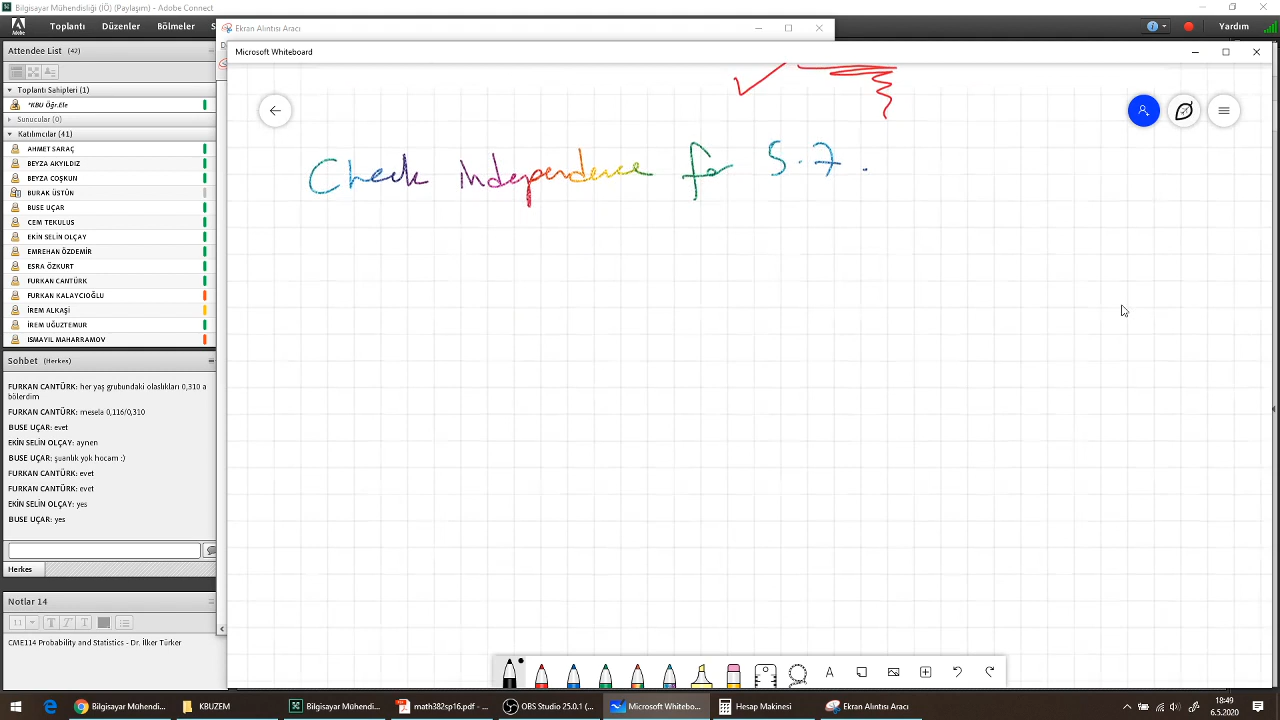 Bilgisayar Mühendisliği (İÖ) (Paylaşım) - Adobe Connect
Toplantı Düzenler Bölmeler Yardım
Attendee List (42)
Toplantı Sahipleri (1)
*KBU Öğr.Ele
Sunucular (0)
Katılımcılar (41)
AHMET SARAÇ
BEYZA AKYILDIZ
BEYZA COŞKUN
BURAK ÜSTÜN
BUSE UÇAR
CEM TEKULUS
EKİN SELİN OLÇAY
EMREHAN ÖZDEMİR
ESRA ÖZKURT
FURKAN CANTÜRK
FURKAN KALAYCIOĞLU
İREM ALKAŞİ
İREM UĞUZTEMUR
ISMAYIL MAHARRAMOV
Sohbet (Herkes)
FURKAN CANTÜRK: her yaş grubundaki olaslıkları 0,310 a
bölerdim
FURKAN CANTÜRK: mesela 0,116/0,310
BUSE UÇAR: evet
EKİN SELİN OLÇAY: aynen
BUSE UÇAR: şuanlık yok hocam :)
FURKAN CANTÜRK: evet
FURKAN CANTÜRK: evet
EKİN SELİN OLÇAY: yes
BUSE UÇAR: yes
Herkes
Notlar 14
11
CME114 Probability and Statistics - Dr. İlker Türker
Ekran Alıntısı Aracı
Microsoft Whiteboard
Check independence for 5.7.
Bilgisayar Mühendi... KBUZEM Bilgisayar Mühendi... math382sp16.pdf - ... OBS Studio 25.0.1 (... Microsoft Whitebo... Hesap Makinesi Ekran Alıntısı Aracı
18:49
6.5.2020